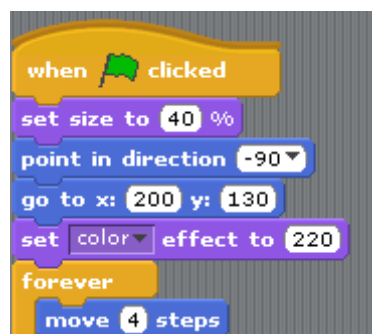 when clicked
set size to 40 %
point in direction -90
go to x: 200 y: 130
set color effect to 220
forever
move 4 steps